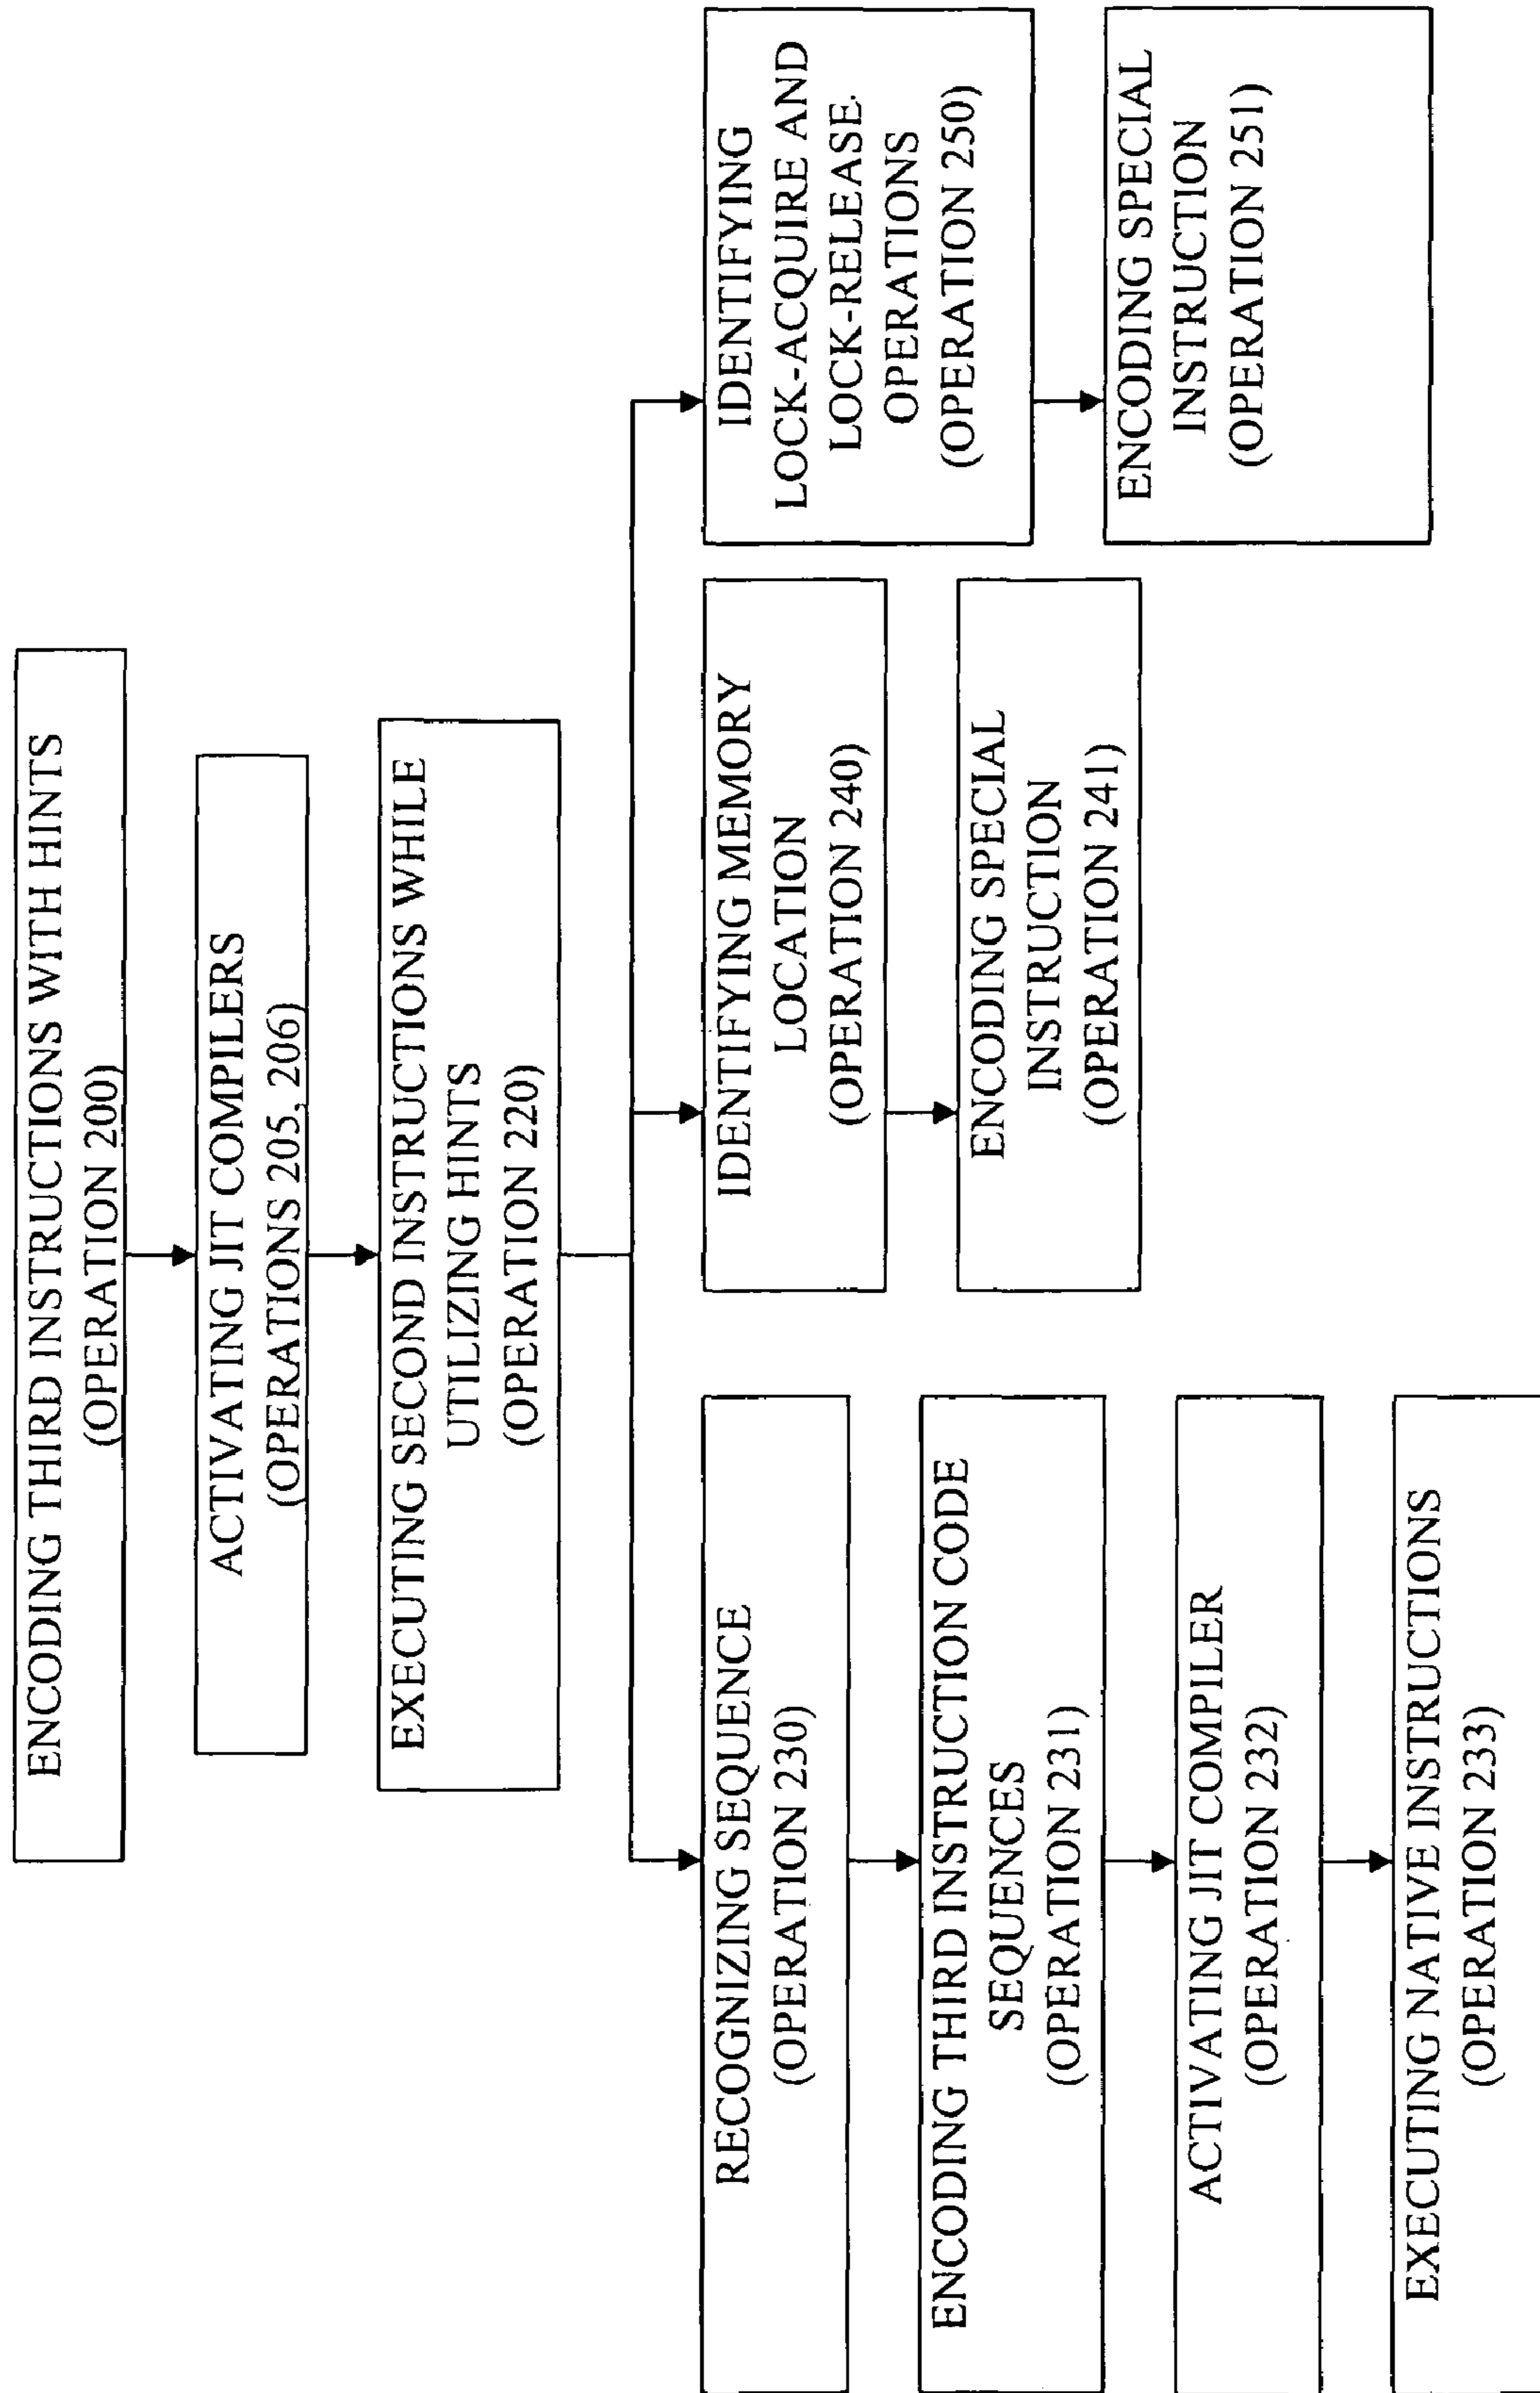 ENCODING THIRD INSTRUCTIONS WITH HINTS
(OPERATION 200)
ACTIVATING JIT COMPILERS
(OPERATIONS 205, 206)
EXECUTING SECOND INSTRUCTIONS WHILE
UTILIZING HINTS
(OPERATION 220)
RECOGNIZING SEQUENCE
(OPERATION 230)
ENCODING THIRD INSTRUCTION CODE
SEQUENCES
(OPERATION 231)
ACTIVATING JIT COMPILER
(OPERATION 232)
EXECUTING NATIVE INSTRUCTIONS
(OPERATION 233)
IDENTIFYING MEMORY
LOCATION
(OPERATION 240)
ENCODING SPECIAL
INSTRUCTION
(OPERATION 241)
IDENTIFYING
LOCK-ACQUIRE AND
LOCK-RELEASE.
OPERATIONS
(OPERATION 250)
ENCODING SPECIAL
INSTRUCTION
(OPERATION 251)